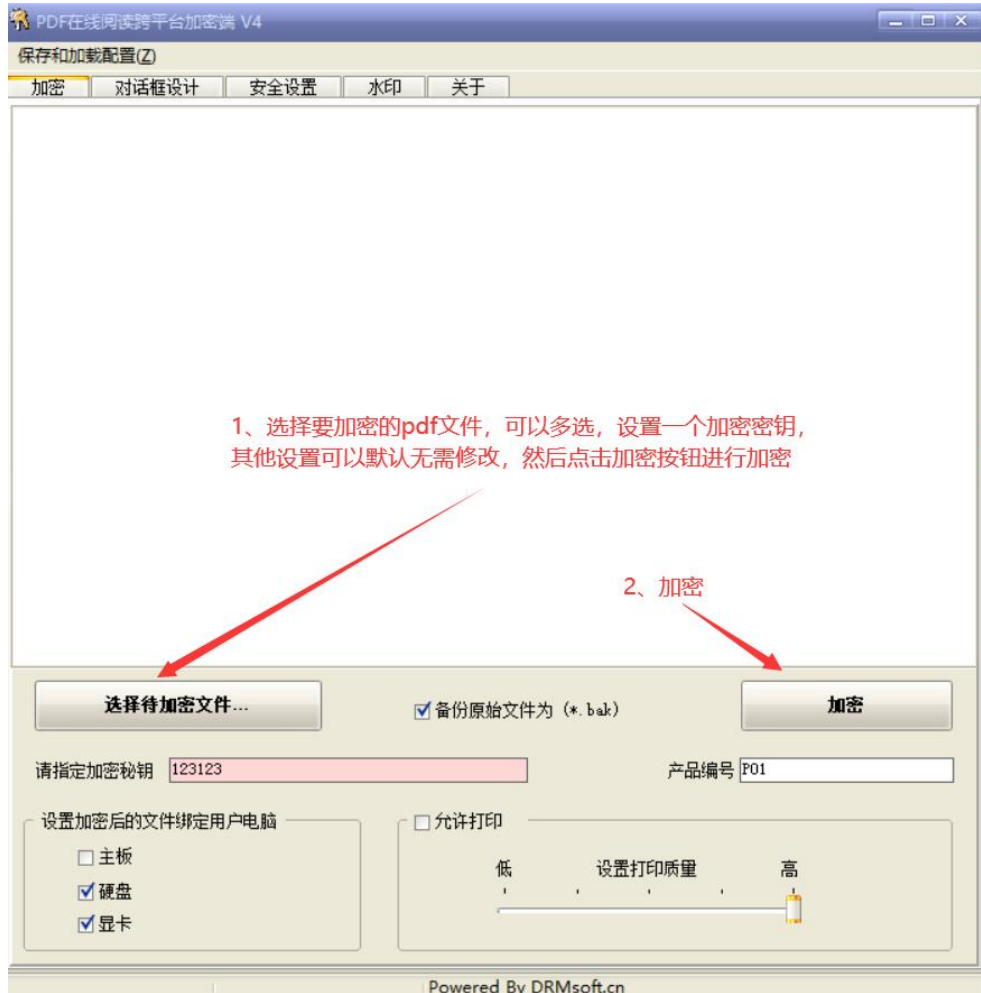 PDF在线阅读跨平台加密端 V4
保存和加载配置(Z)
加密
对话框设计
安全设置
水印
关于
1、选择要加密的pdf文件，可以多选，设置一个加密密钥，
其他设置可以默认无需修改，然后点击加密按钮进行加密
2、加密
选择待加密文件...
备份原始文件为 (*.bak)
加密
请指定加密秘钥
123123
产品编号
P01
设置加密后的文件绑定用户电脑
允许打印
主板
硬盘
显卡
低
设置打印质量
高
Powered By DRMsoft.cn